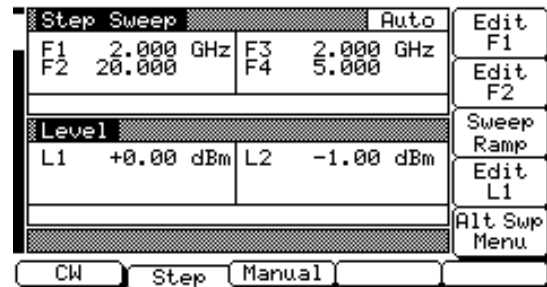 Step Sweep Auto
F1 2.000 GHz F3 2.000 GHz
F2 20.000 F4 5.000
Level
L1 +0.00 dBm L2 -1.00 dBm
Edit
F1
Edit
F2
Sweep
Ramp
Edit
L1
Alt Swp
Menu
CW Step Manual